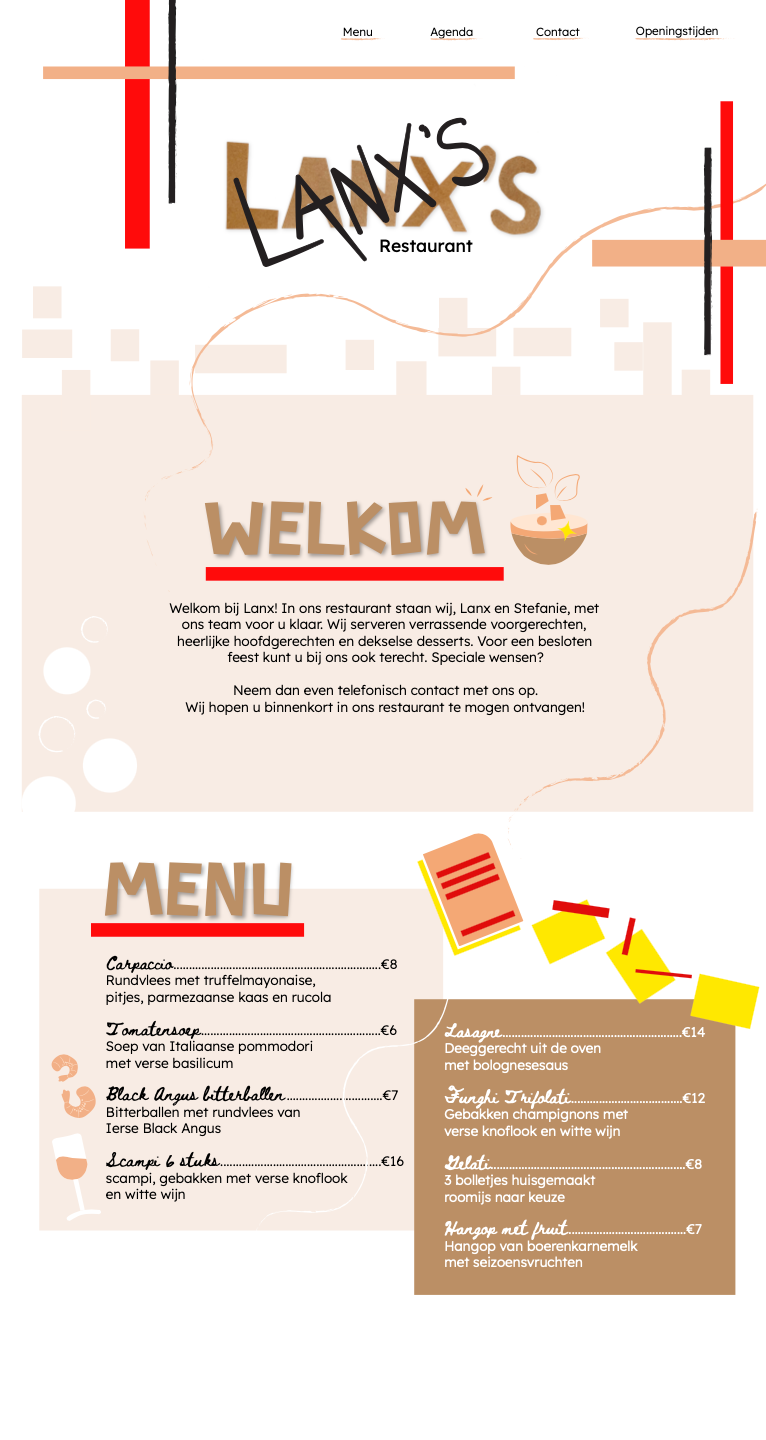 Menu Agenda Contact Openingstijden
LANX'S
LANX'S
Restaurant
WELKOM
Welkom bij Lanx! In ons restaurant staan wij, Lanx en Stefanie, met
ons team voor u klaar. Wij serveren verrassende voorgerechten,
heerlijke hoofdgerechten en dekselse desserts. Voor een besloten
feest kunt u bij ons ook terecht. Speciale wensen?
Neem dan even telefonisch contact met ons op.
Wij hopen u binnenkort in ons restaurant te mogen ontvangen!
MENU
Carpaccio......................................................€8
Rundvlees met truffelmayonaise,
pitjes, parmezaanse kaas en rucola
Tomatensoep...............................................€6
Soep van Italiaanse pommodori
met verse basilicum
Black Angus bitterballen.........................€7
Bitterballen met rundvlees van
Ierse Black Angus
Scampi 6 stuks..........................................€16
scampi, gebakken met verse knoflook
en witte wijn
Lasagne...............................................€14
Deeggerecht uit de oven
met bolognesesaus
Funghi Trifolati.............................€12
Gebakken champignons met
verse knoflook en witte wijn
Gelati...................................................€8
3 bolletjes huisgemaakt
roomijs naar keuze
Hangop met fruit...............................€7
Hangop van boerenkarnemelk
met seizoensvruchten